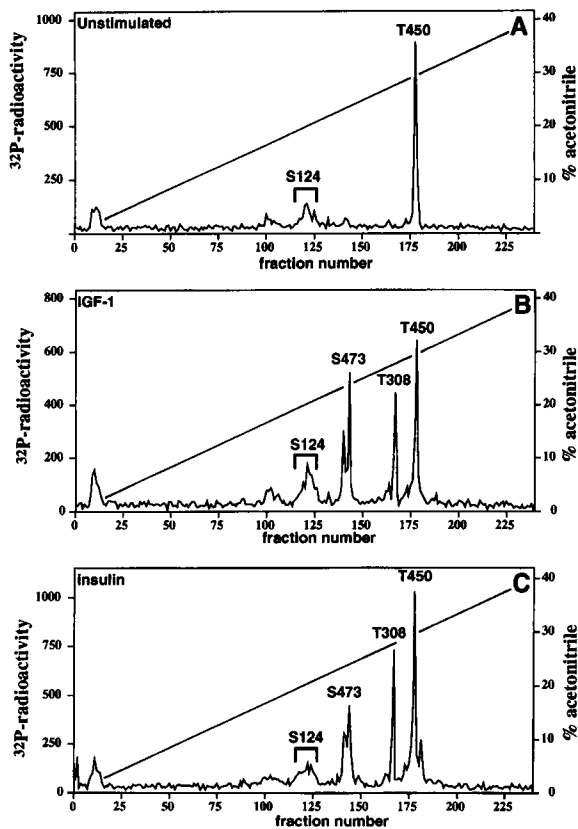 Unstimulated
A
T450
S124
1000
750
500
250
40
30
20
10
0
0 25 50 75 100 125 150 175 200 225
fraction number
32P-radioactivity
% acetonitrile
IGF-1
B
T450
S473
T308
S124
800
600
400
200
0
40
30
20
10
0
0 25 50 75 100 125 150 175 200 225
fraction number
32P-radioactivity
% acetonitrile
insulin
C
T450
T308
S473
S124
1000
750
500
250
0
40
30
20
10
0
0 25 50 75 100 125 150 175 200 225
fraction number
32P-radioactivity
% acetonitrile